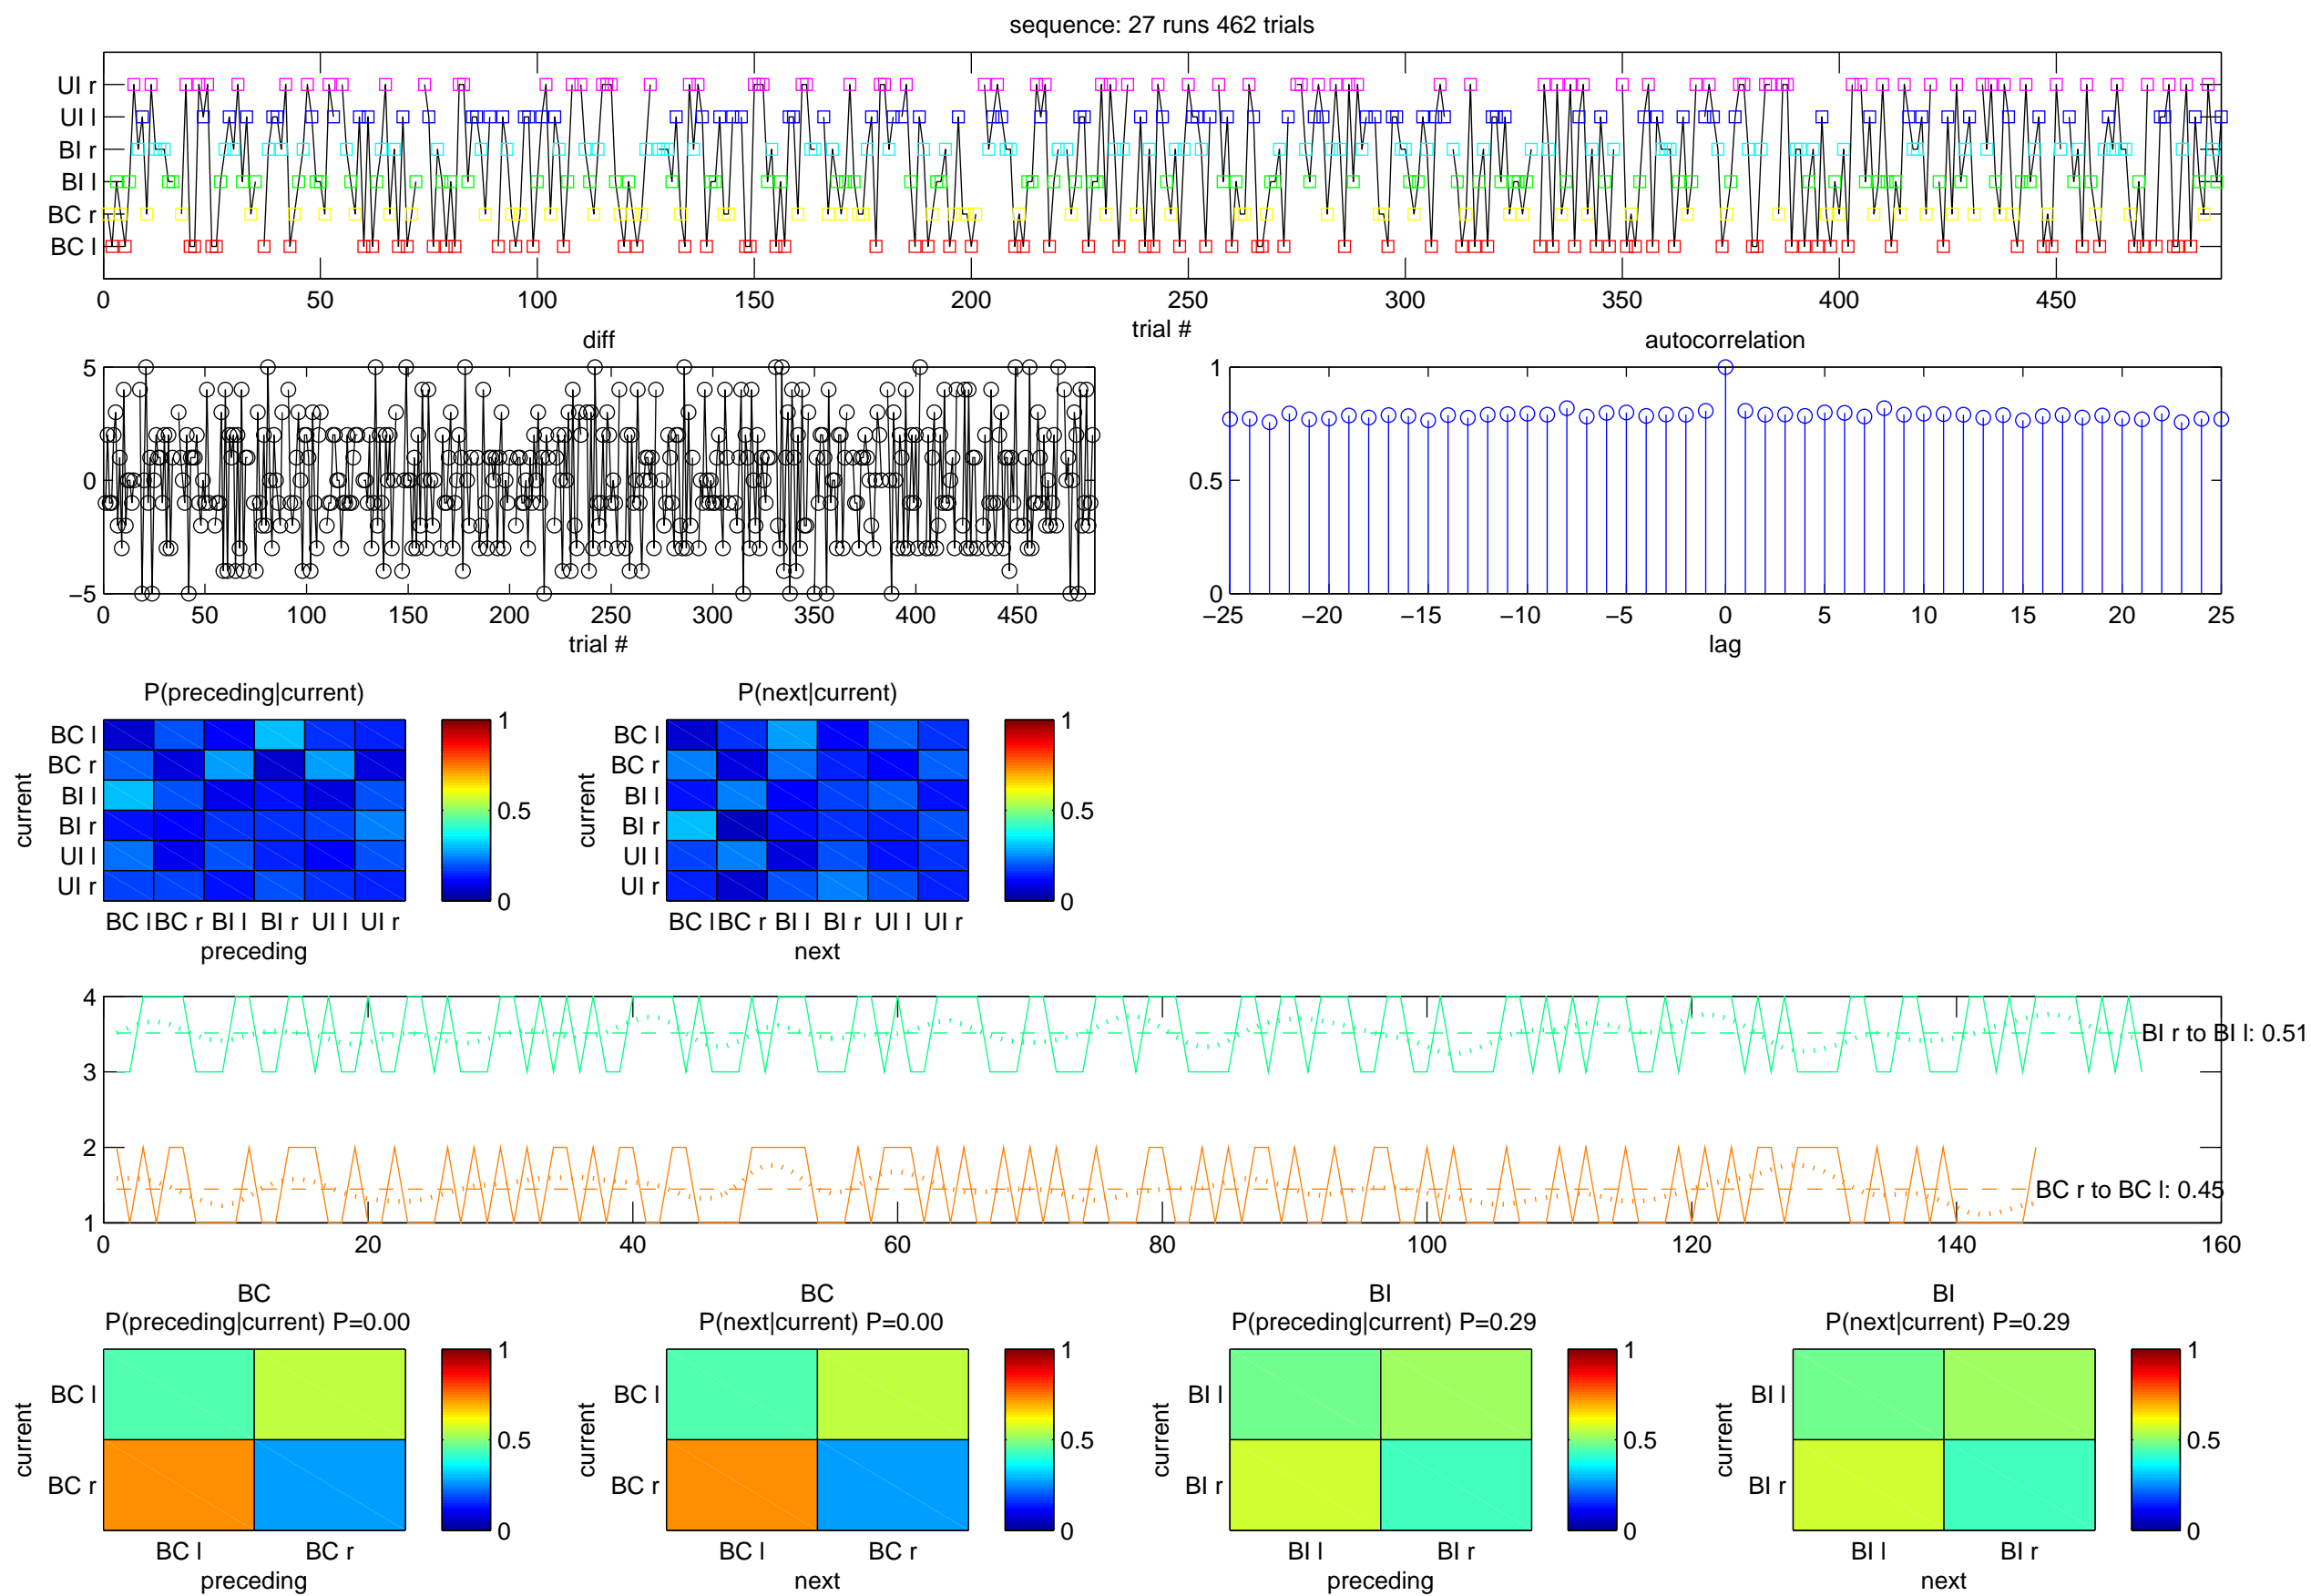 sequence: 27 runs 462 trials
UI r
UI l
BI r
BI l
BC r
BC l
0 50 100 150 200 250 300 350 400 450
trial #
diff
5
0
−5
0 50 100 150 200 250 300 350 400 450
trial #
autocorrelation
1
0.5
0
−25 −20 −15 −10 −5 0 5 10 15 20 25
lag
P(preceding|current)
current
BC l
BC r
BI l
BI r
UI l
UI r
BC l BC r BI l BI r UI l UI r
preceding
1
0.5
0
P(next|current)
current
BC l
BC r
BI l
BI r
UI l
UI r
BC l BC r BI l BI r UI l UI r
next
1
0.5
0
4
3
2
1
BI r to BI l: 0.51
BC r to BC l: 0.45
0 20 40 60 80 100 120 140 160
BC
P(preceding|current) P=0.00
current
BC l
BC r
BC l BC r
preceding
1
0.5
0
BC
P(next|current) P=0.00
current
BC l
BC r
BC l BC r
next
1
0.5
0
BI
P(preceding|current) P=0.29
current
BI l
BI r
BI l BI r
preceding
1
0.5
0
BI
P(next|current) P=0.29
current
BI l
BI r
BI l BI r
next
1
0.5
0